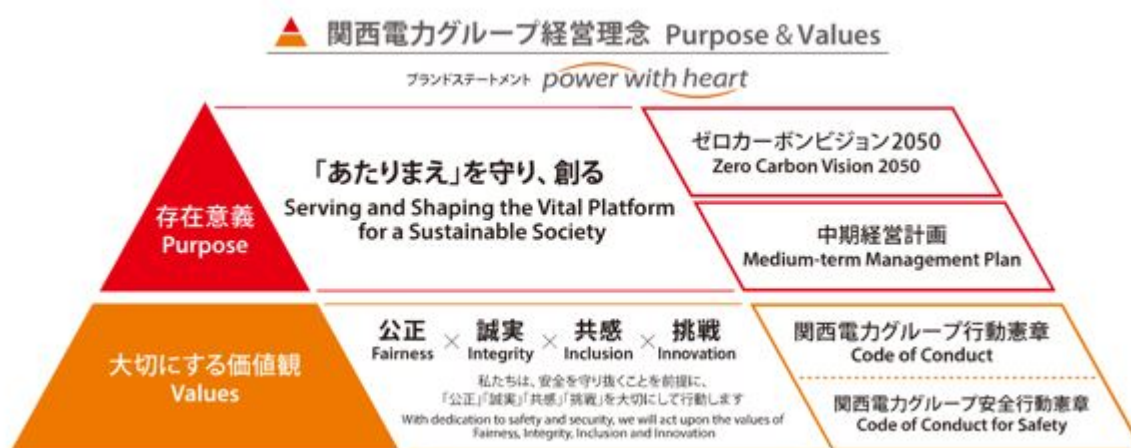 関西電力グループ経営理念 Purpose & Values
ブランドステートメント power with heart
存在意義
Purpose
「あたりまえ」を守り、創る
Serving and Shaping the Vital Platform
for a Sustainable Society
ゼロカーボンビジョン2050
Zero Carbon Vision 2050
中期経営計画
Medium-term Management Plan
大切にする価値観
Values
公正 × 誠実 × 共感 × 挑戦
Fairness Integrity Inclusion Innovation
私たちは、安全を守り抜くことを前提に、
「公正」「誠実」「共感」「挑戦」を大切にして行動します
With dedication to safety and security, we will act upon the values of
Fairness, Integrity, Inclusion and Innovation
関西電力グループ行動憲章
Code of Conduct
関西電力グループ安全行動憲章
Code of Conduct for Safety